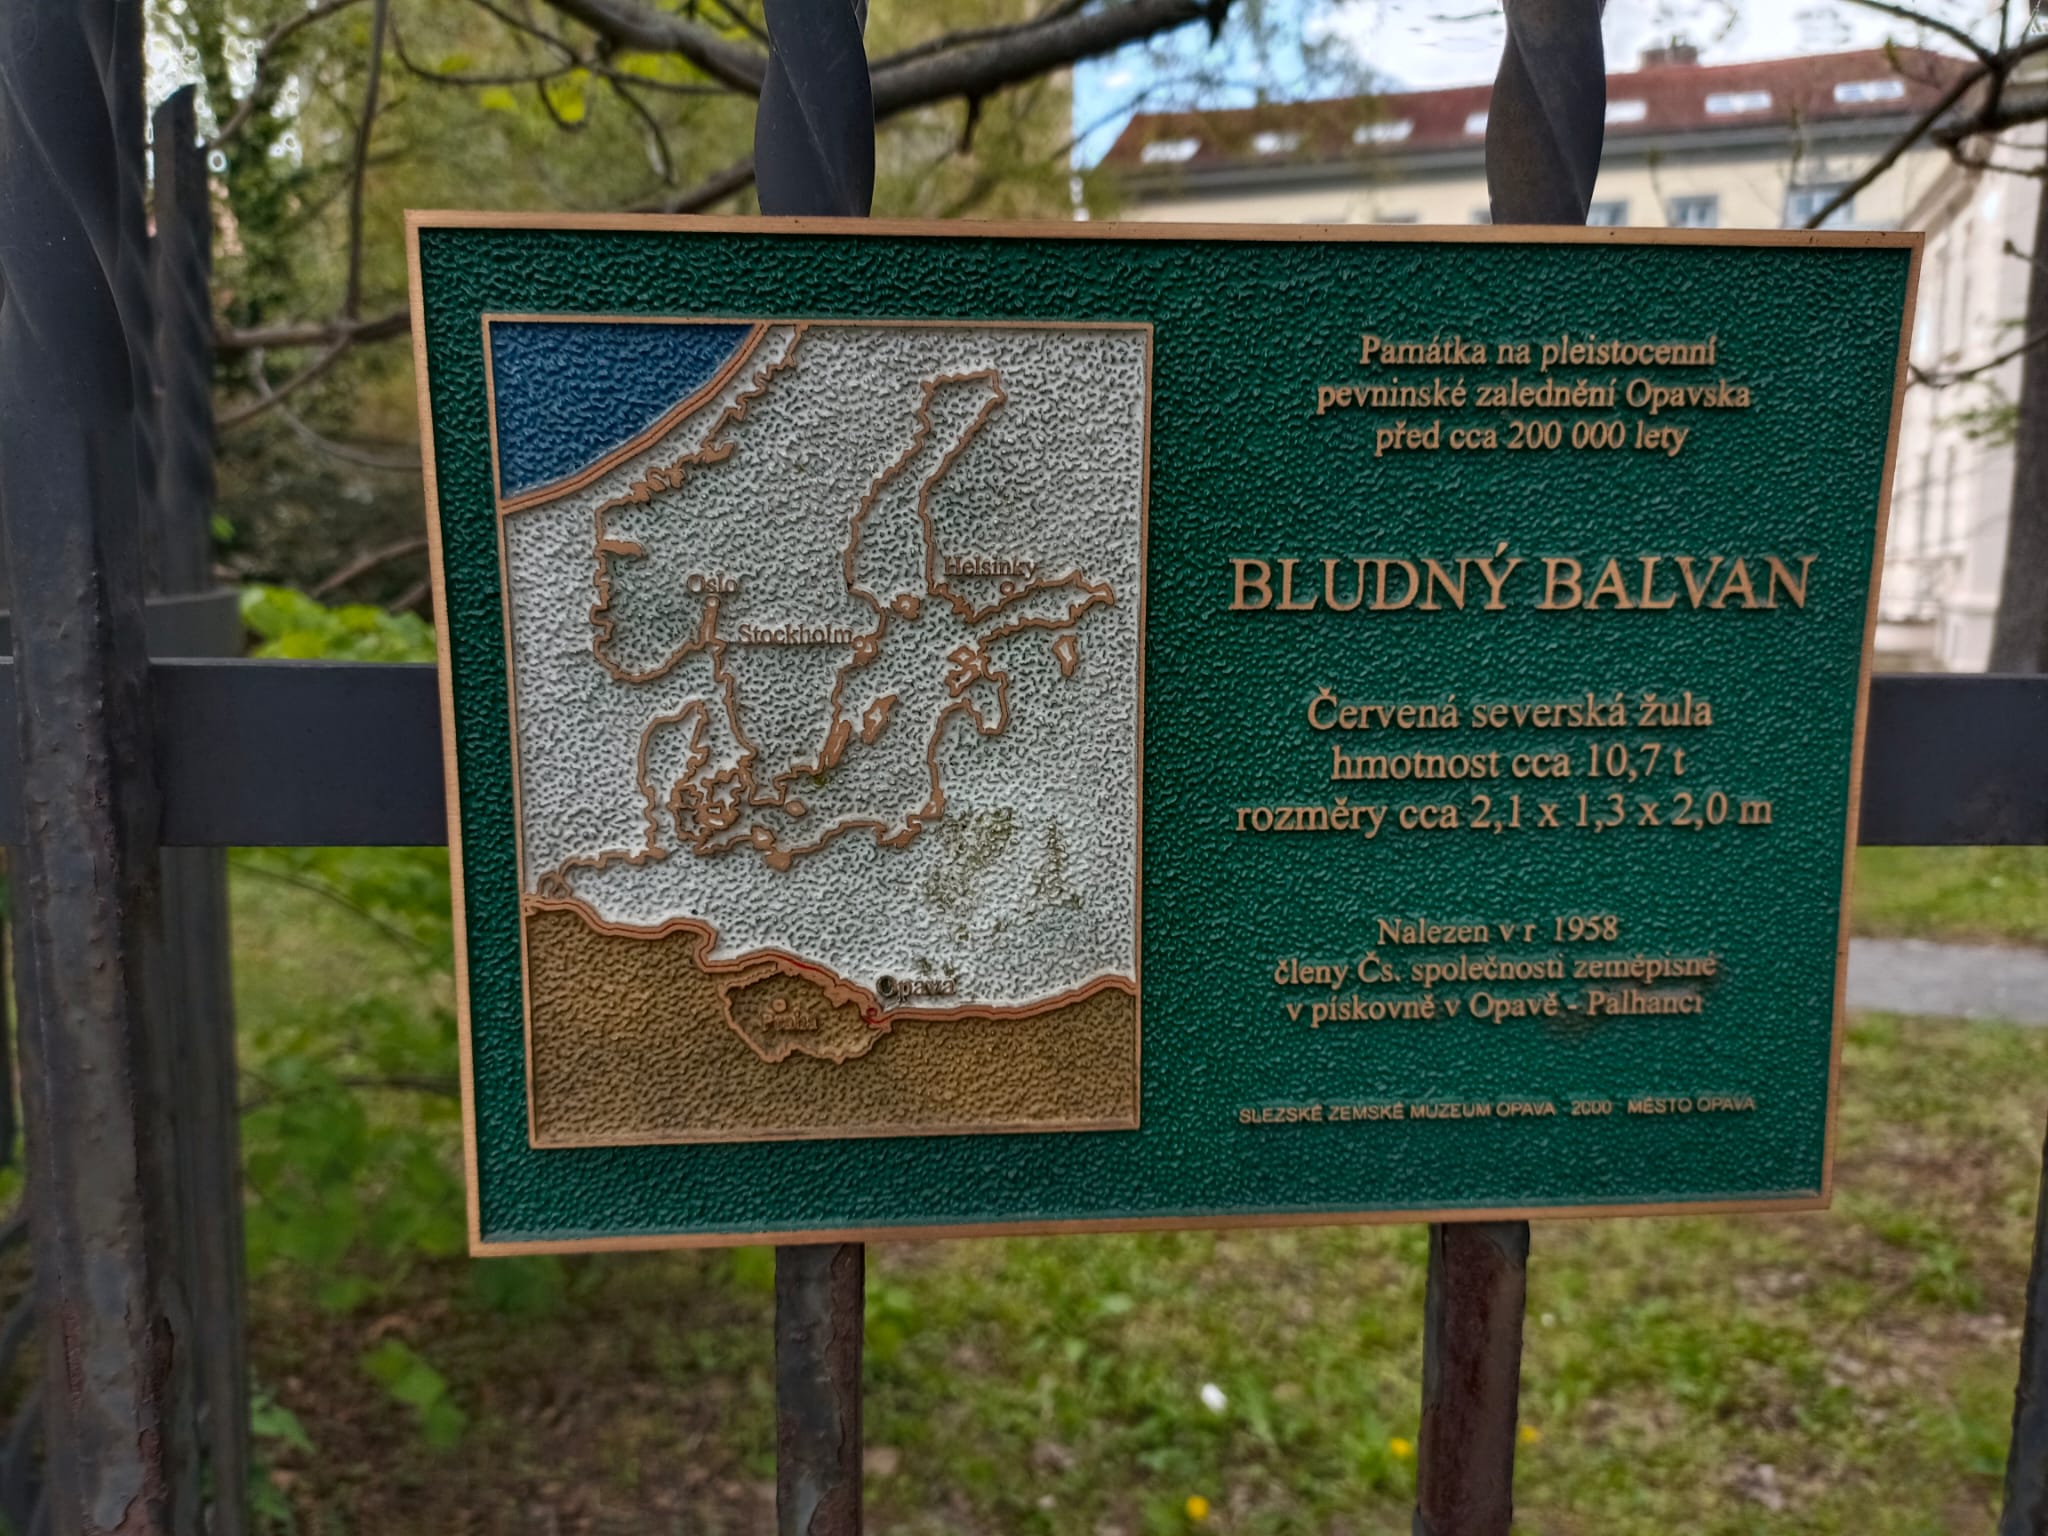 Oslo
Stockholm
Helsinky
Opava
Praha
Památka na pleistocenní
pevninské zalednění Opavska
před cca 200 000 lety
BLUDNÝ BALVAN
Červená severská žula
hmotnost cca 10,7 t
rozměry cca 2,1 x 1,3 x 2,0 m
Nalezen v r 1958
členy Čs. společnosti zeměpisné
v pískovně v Opavě - Palhanci
SLEZSKÉ ZEMSKÉ MUZEUM OPAVA 2000 MĚSTO OPAVA